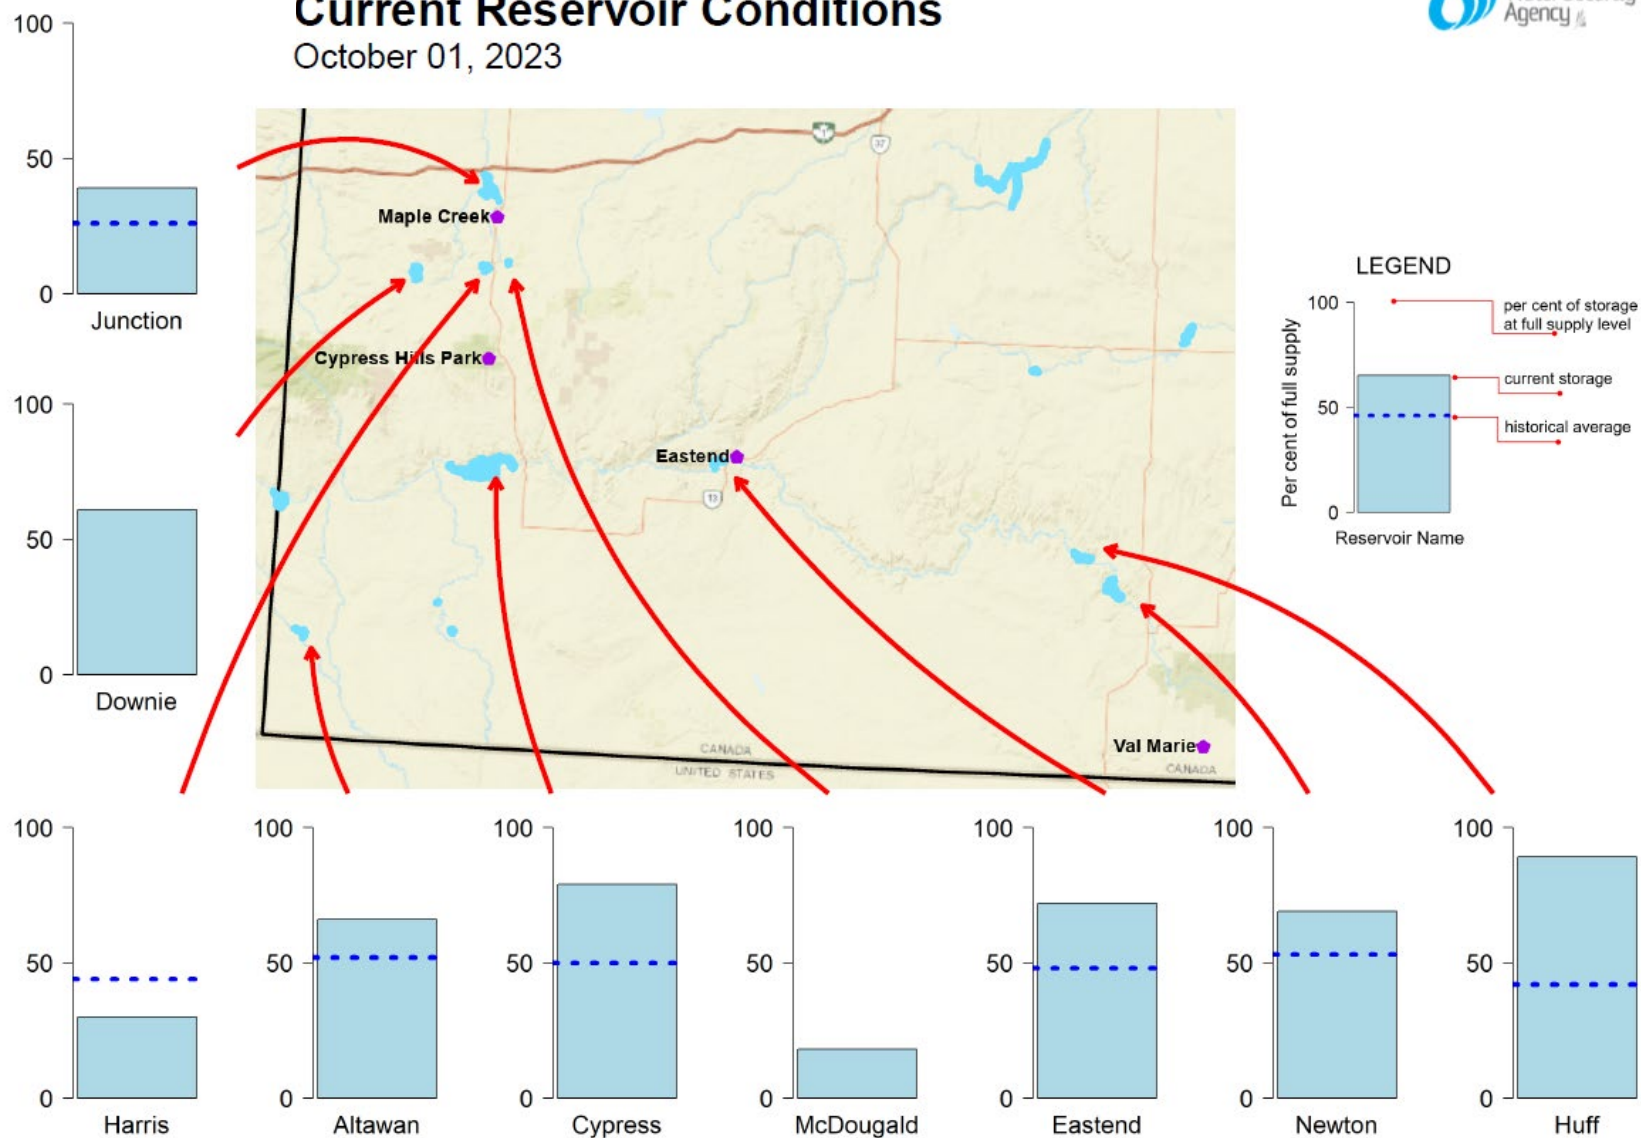 Current Reservoir Conditions
October 01, 2023
Agency
100
50
0
Junction
100
50
0
Downie
1
37
Maple Creek
Cypress Hills Park
Eastend
13
CANADA
UNITED STATES
Val Marie
CANADA
LEGEND
Per cent of full supply
100
50
0
per cent of storage
at full supply level
current storage
historical average
Reservoir Name
100
50
0
Harris
100
50
0
Altawan
100
50
0
Cypress
100
50
0
McDougald
100
50
0
Eastend
100
50
0
Newton
100
50
0
Huff